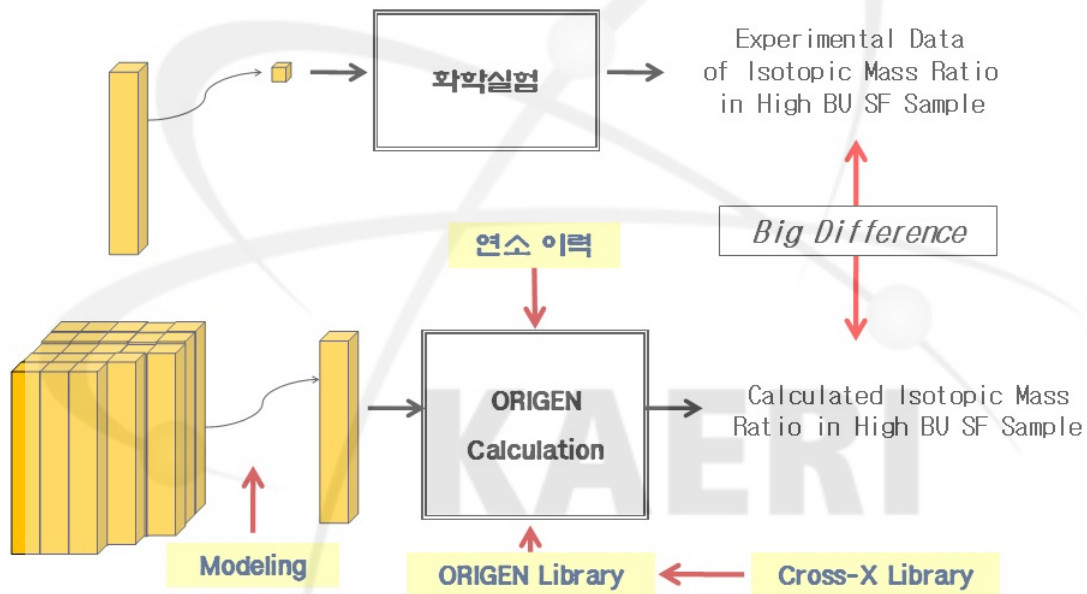 화학실험
Experimental Data
of Isotopic Mass Ratio
in High BU SF Sample
Big Difference
연소 이력
ORIGEN
Calculation
Calculated Isotopic Mass
Ratio in High BU SF Sample
KAERI
Modeling
ORIGEN Library
Cross-X Library